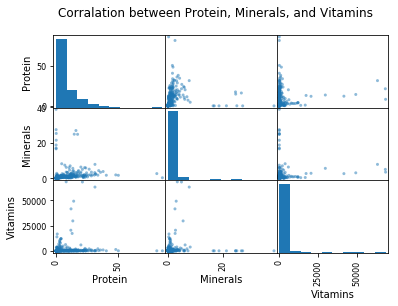 Corralation between Protein, Minerals, and Vitamins
Protein
50
0
Minerals
40
20
0
Vitamins
50000
25000
0
0
50
0
20
0
25000
50000
Protein
Minerals
Vitamins